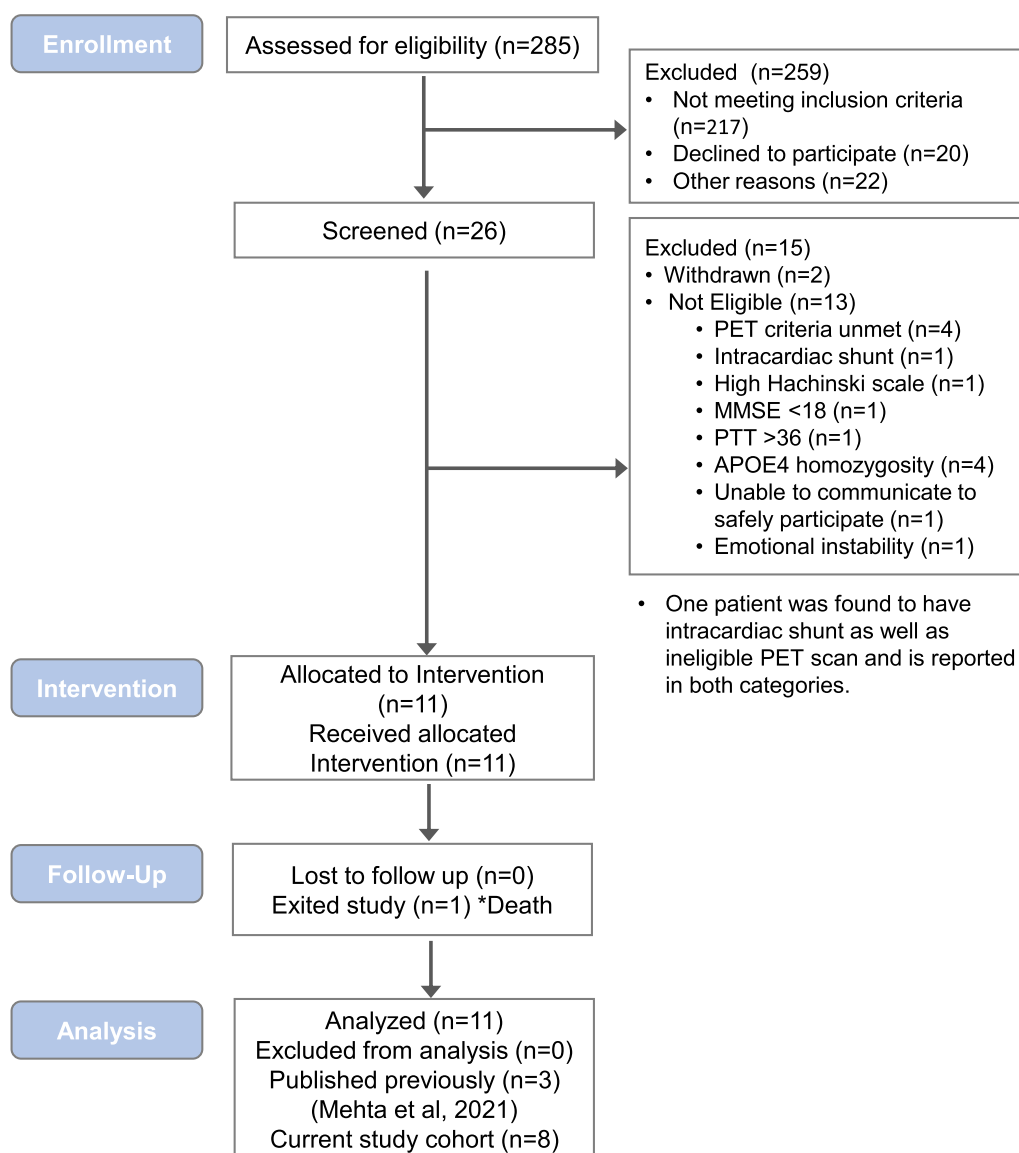 Enrollment
Assessed for eligibility (n=285)
Excluded (n=259)
• Not meeting inclusion criteria
(n=217)
• Declined to participate (n=20)
• Other reasons (n=22)
Screened (n=26)
Excluded (n=15)
• Withdrawn (n=2)
• Not Eligible (n=13)
• PET criteria unmet (n=4)
• Intracardiac shunt (n=1)
• High Hachinski scale (n=1)
• MMSE <18 (n=1)
• PTT >36 (n=1)
• APOE4 homozygosity (n=4)
• Unable to communicate to
safely participate (n=1)
• Emotional instability (n=1)
• One patient was found to have
intracardiac shunt as well as
ineligible PET scan and is reported
in both categories.
Intervention
Allocated to Intervention
(n=11)
Received allocated
Intervention (n=11)
Follow-Up
Lost to follow up (n=0)
Exited study (n=1) *Death
Analysis
Analyzed (n=11)
Excluded from analysis (n=0)
Published previously (n=3)
(Mehta et al, 2021)
Current study cohort (n=8)